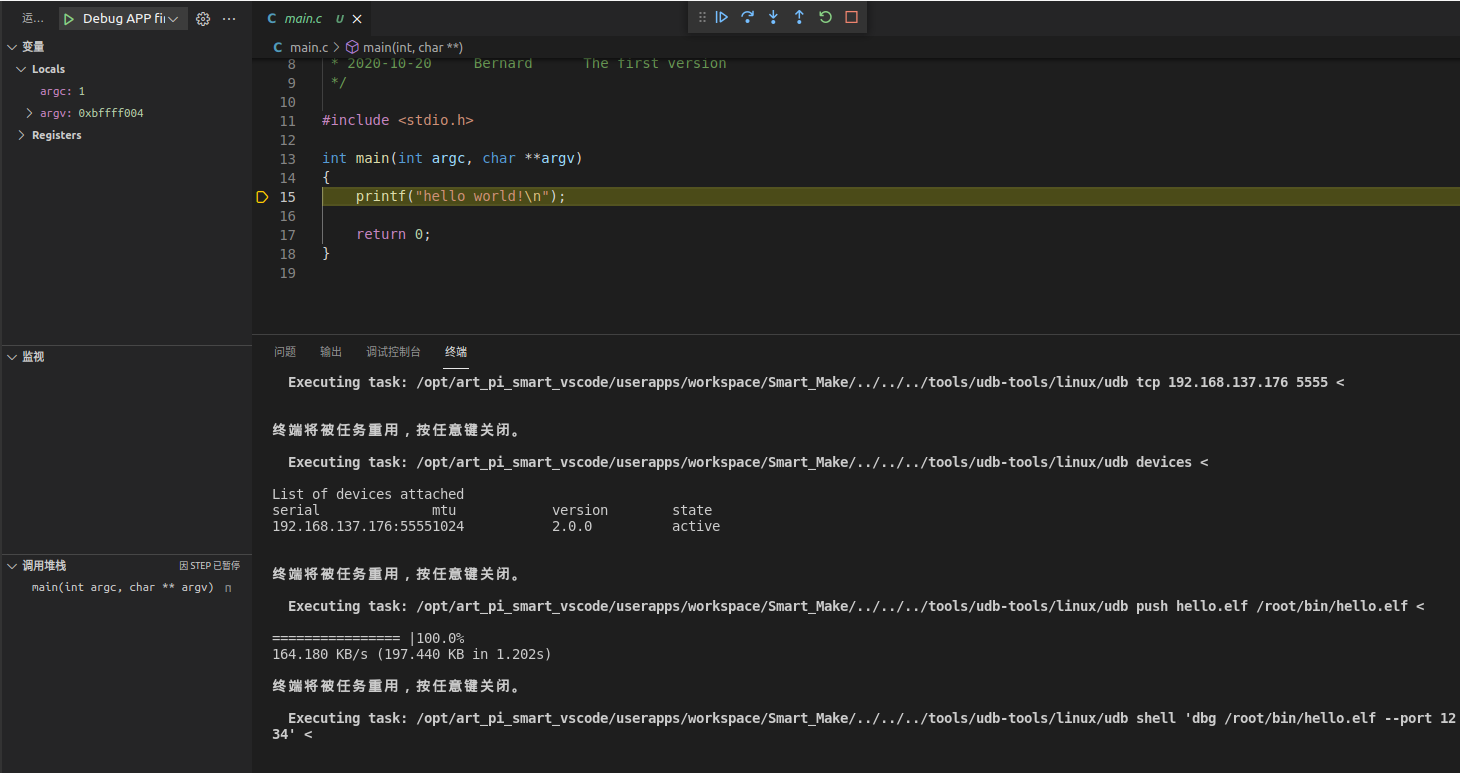 运... Debug APP fi
变量
Locals
argc: 1
argv: 0xbffff004
Registers
监视
调用堆栈 因 STEP 已暂停
main(int argc, char ** argv)
C main.c U
C main.c > main(int, char **)
8 * 2020-10-20 Bernard The first version
9 */
10
11 #include <stdio.h>
12
13 int main(int argc, char **argv)
14 {
15 printf("hello world!\n");
16
17 return 0;
18 }
19
问题 输出 调试控制台 终端
Executing task: /opt/art_pi_smart_vscode/userapps/workspace/Smart_Make/../../../tools/udb-tools/linux/udb tcp 192.168.137.176 5555 <
终端将被任务重用，按任意键关闭。
Executing task: /opt/art_pi_smart_vscode/userapps/workspace/Smart_Make/../../../tools/udb-tools/linux/udb devices <
List of devices attached
serial mtu version state
192.168.137.176:55551024 2.0.0 active
终端将被任务重用，按任意键关闭。
Executing task: /opt/art_pi_smart_vscode/userapps/workspace/Smart_Make/../../../tools/udb-tools/linux/udb push hello.elf /root/bin/hello.elf <
================ |100.0%
164.180 KB/s (197.440 KB in 1.202s)
终端将被任务重用，按任意键关闭。
Executing task: /opt/art_pi_smart_vscode/userapps/workspace/Smart_Make/../../../tools/udb-tools/linux/udb shell 'dbg /root/bin/hello.elf --port 12
34' <